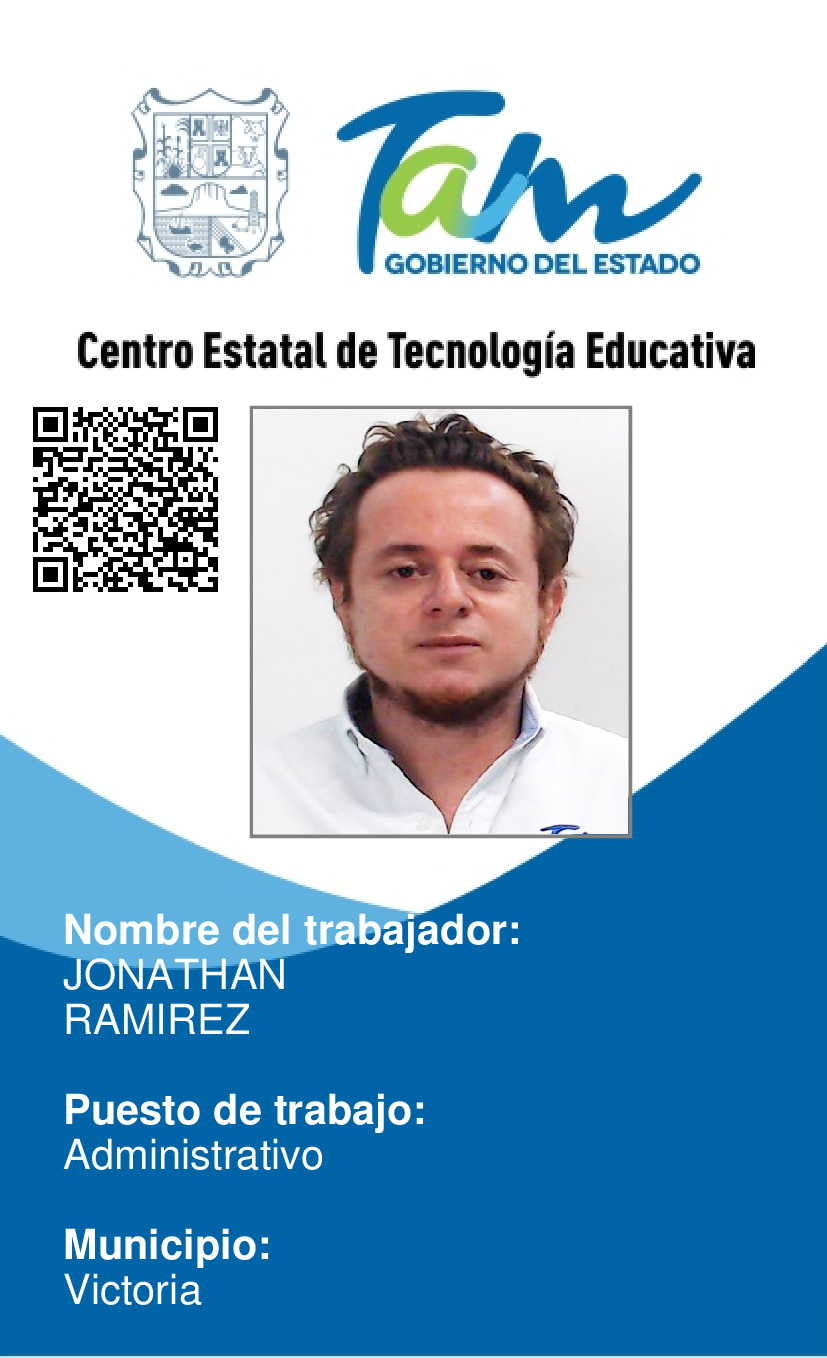 Tam
GOBIERNO DEL ESTADO
Centro Estatal de Tecnología Educativa
Nombre del trabajador:
JONATHAN
RAMIREZ
Puesto de trabajo:
Administrativo
Municipio:
Victoria